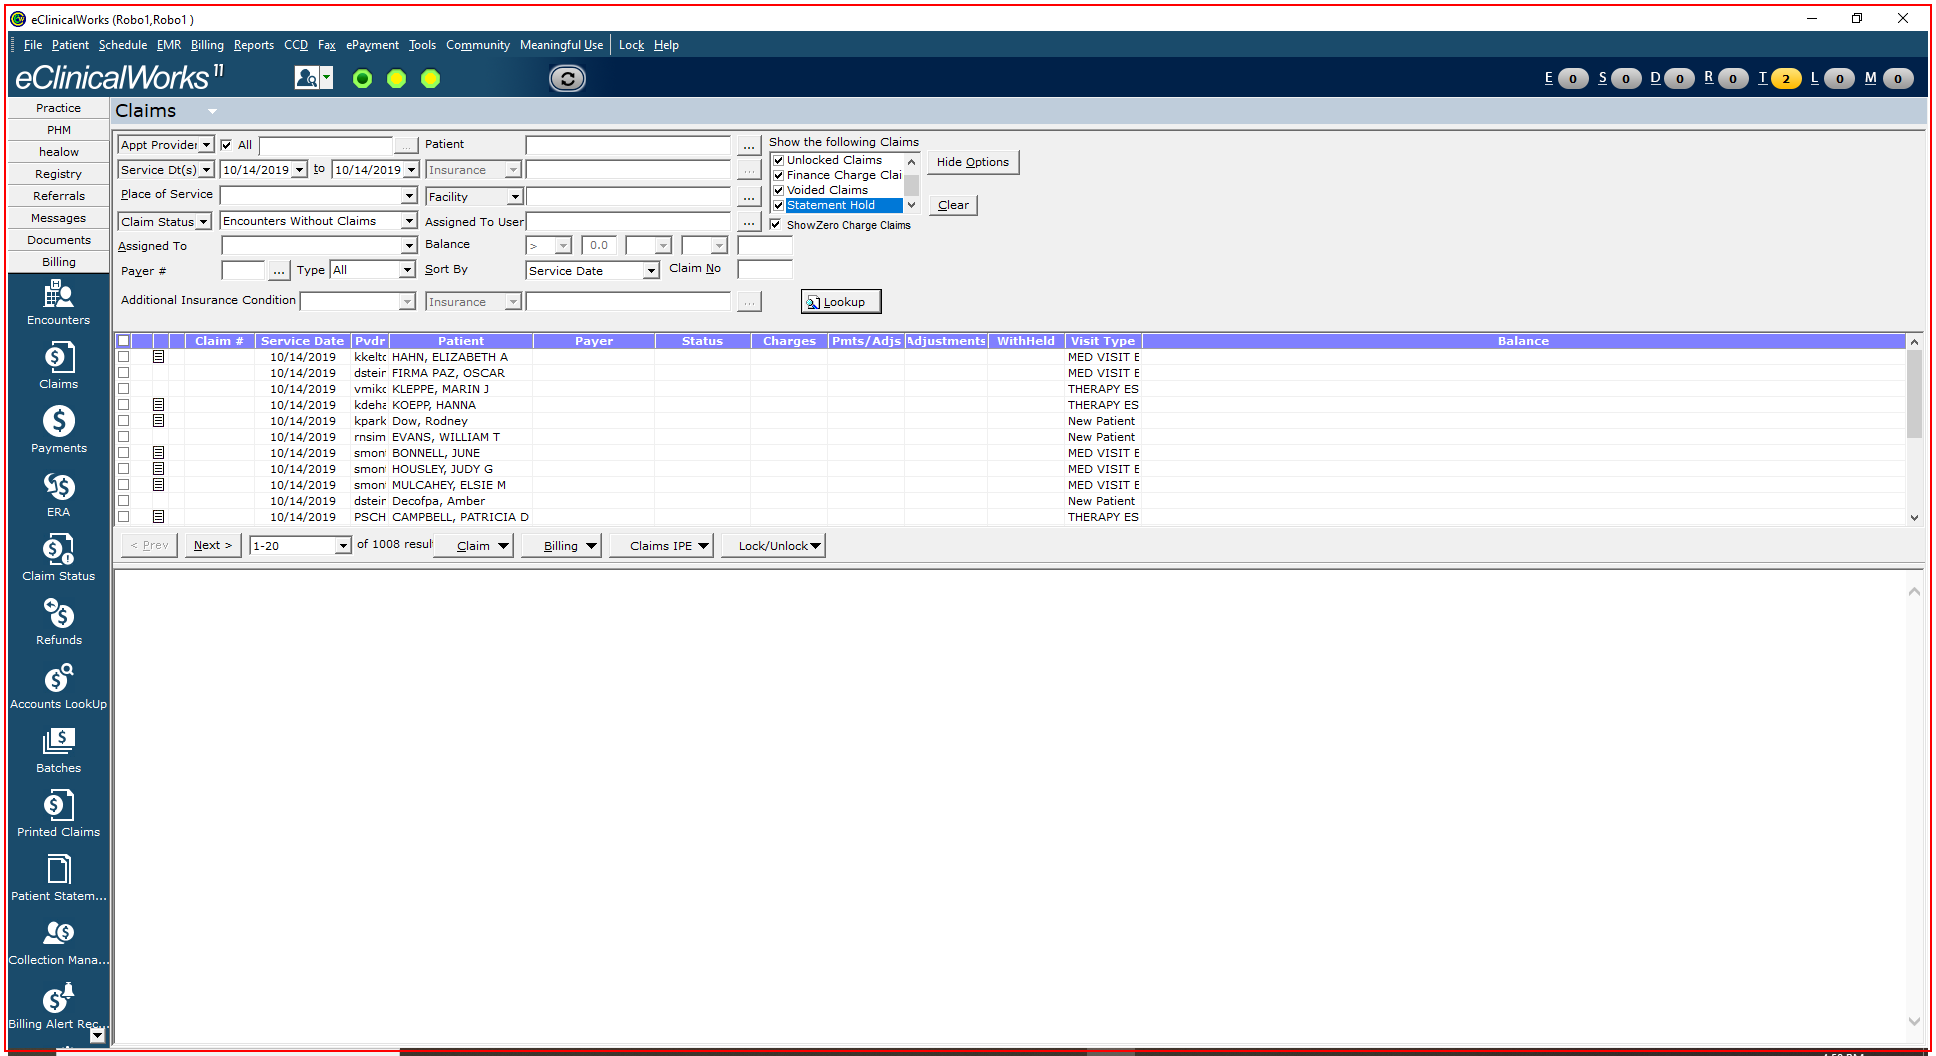 eClinicalWorks (Robo1,Robo1 )
File Patient Schedule EMR Billing Reports CCD Fax ePayment Tools Community Meaningful Use Lock Help
eClinicalWorks 11
E 0 S 0 D 0 R 0 T 2 L 0 M 0
Practice
PHM
healow
Registry
Referrals
Messages
Documents
Billing
Encounters
Claims
Payments
ERA
Claim Status
Refunds
Accounts LookUp
Batches
Printed Claims
Patient Statem...
Collection Mana...
Billing Alert Rec...
Claims
Appt Provider All ... Patient ... Show the following Claims
Service Dt(s) 10/14/2019 to 10/14/2019 Insurance ...
Unlocked Claims
Finance Charge Clai
Voided Claims
Statement Hold
Hide Options
Place of Service Facility ...
Clear
Claim Status Encounters Without Claims Assigned To User ... ShowZero Charge Claims
Assigned To Balance > 0.0
Payer # ... Type All Sort By Service Date Claim No
Additional Insurance Condition Insurance ... Lookup
Claim # Service Date Pvdr Patient Payer Status Charges Pmts/Adjs Adjustments WithHeld Visit Type Balance
10/14/2019 kkelto HAHN, ELIZABETH A MED VISIT E
10/14/2019 dstein FIRMA PAZ, OSCAR MED VISIT E
10/14/2019 vmiko KLEPPE, MARIN J THERAPY ES
10/14/2019 kdeha KOEPP, HANNA THERAPY ES
10/14/2019 kpark Dow, Rodney New Patient
10/14/2019 rnsim EVANS, WILLIAM T New Patient
10/14/2019 smon BONNELL, JUNE MED VISIT E
10/14/2019 smon HOUSLEY, JUDY G MED VISIT E
10/14/2019 smon MULCAHEY, ELSIE M MED VISIT E
10/14/2019 dstein Decofpa, Amber New Patient
10/14/2019 PSCH CAMPBELL, PATRICIA D THERAPY ES
< Prev Next > 1-20 of 1008 resul Claim Billing Claims IPE Lock/Unlock